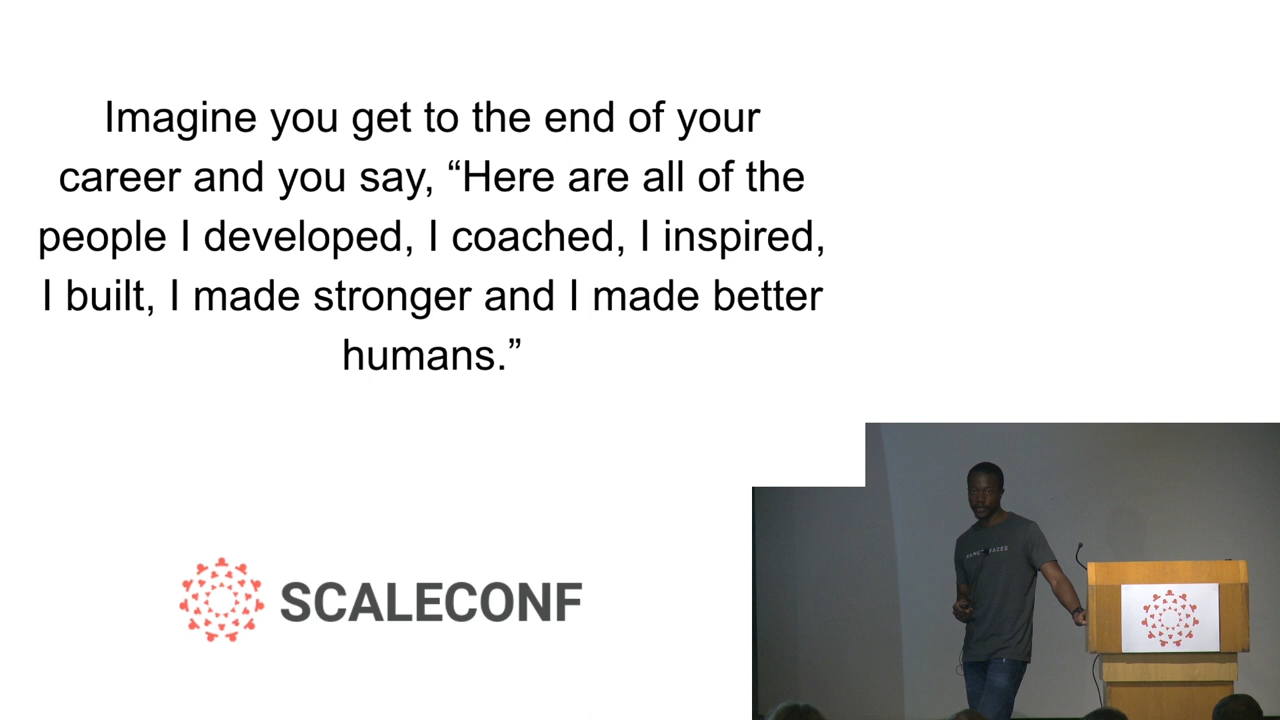 Imagine you get to the end of your
career and you say, “Here are all of the
people I developed, I coached, I inspired,
I built, I made stronger and I made better
humans.”
SCALECONF